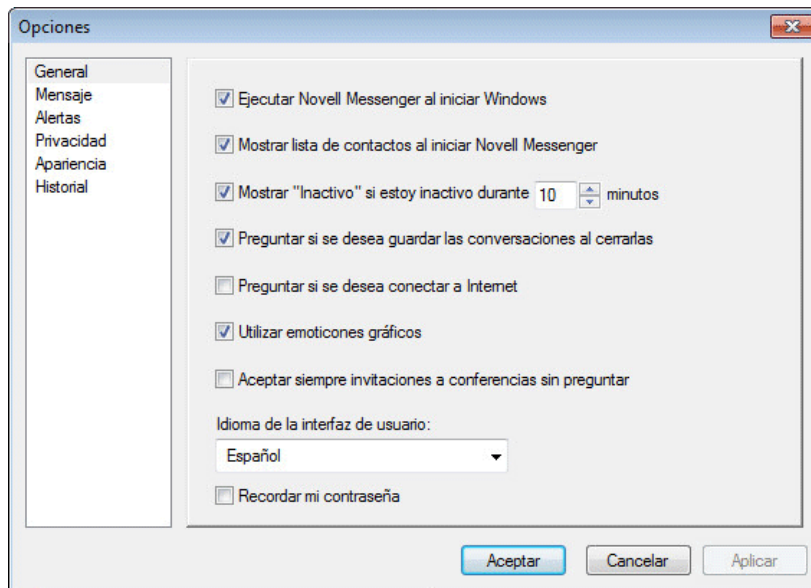 Opciones
General
Mensaje
Alertas
Privacidad
Apariencia
Historial
Ejecutar Novell Messenger al iniciar Windows
Mostrar lista de contactos al iniciar Novell Messenger
Mostrar "Inactivo" si estoy inactivo durante 10 minutos
Preguntar si se desea guardar las conversaciones al cerrarlas
Preguntar si se desea conectar a Internet
Utilizar emoticones gráficos
Aceptar siempre invitaciones a conferencias sin preguntar
Idioma de la interfaz de usuario:
Español
Recordar mi contraseña
Aceptar Cancelar Aplicar